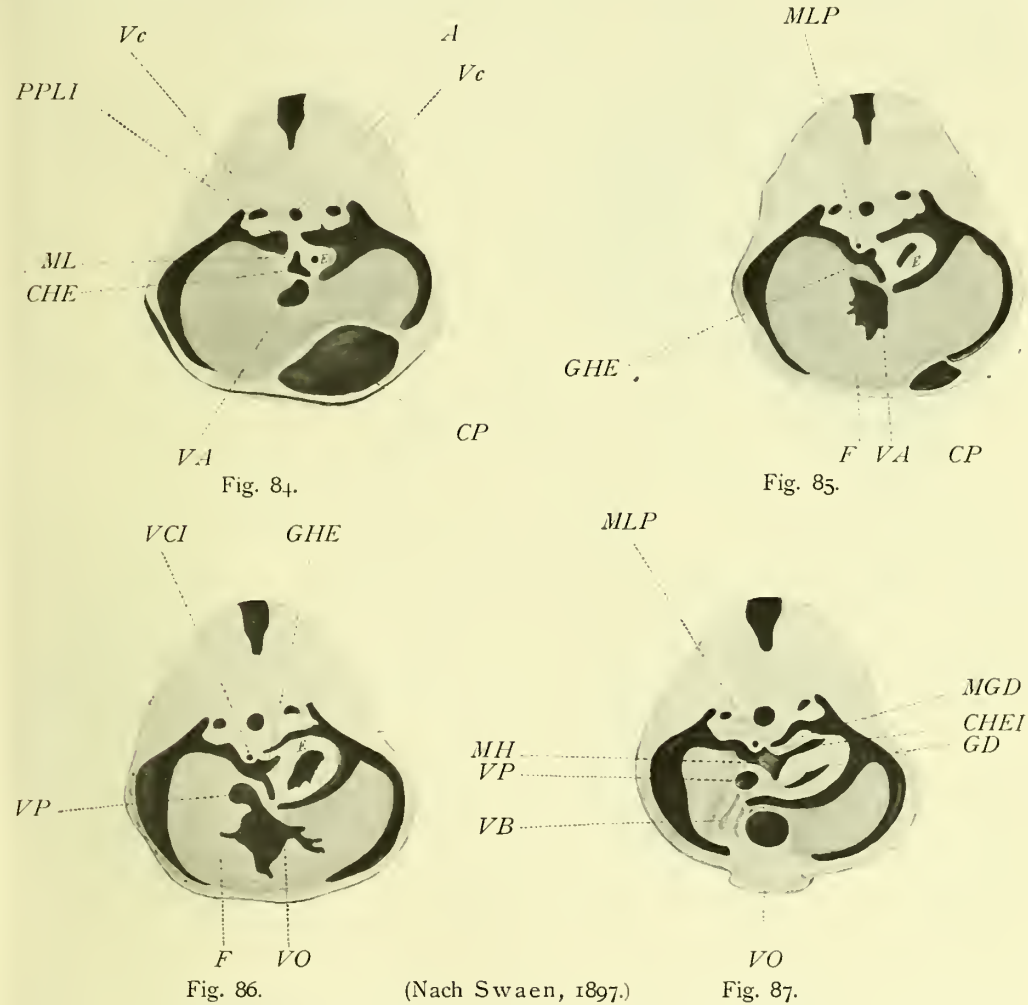 MLP
Vc A
Vc
PPLI
ML
CHE
E
E
GHE
CP
VA
F VA CP
Fig. 84. Fig. 85.
VCI GHE MLP
MGD
CHEI
MH GD
E
VP VP
VB
F VO VO
Fig. 86. (Nach Swaen, 1897.) Fig. 87.